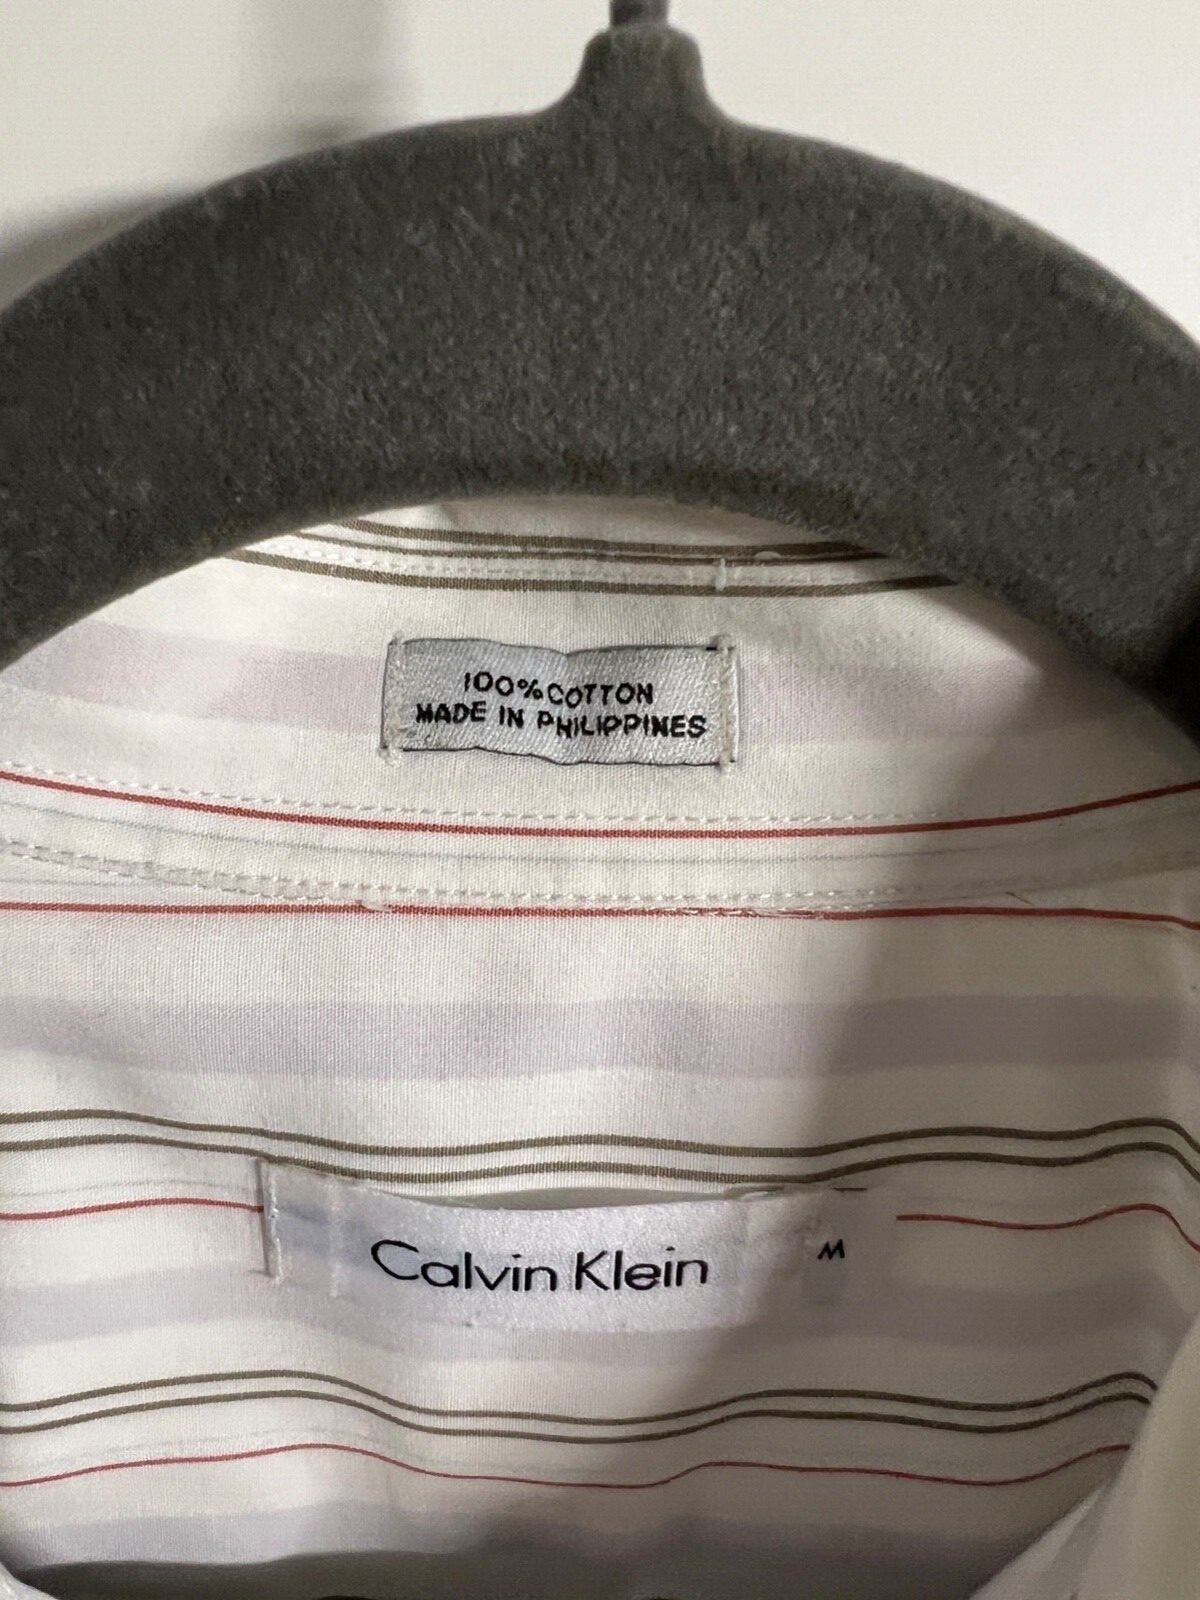 100% COTTON
MADE IN PHILIPPINES
Calvin Klein
M